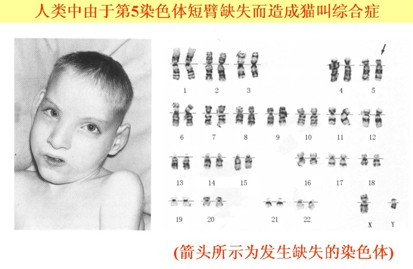 人类中由于第5染色体短臂缺失而造成猫叫综合症
1 2 3 4 5
6 7 8 9 10 11 12
13 14 15 16 17 18
19 20 21 22 X Y
(箭头所示为发生缺失的染色体)